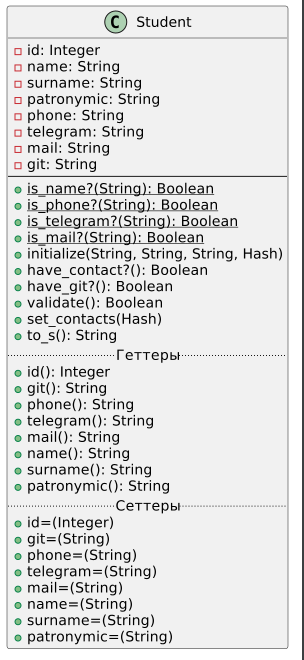 C Student
id: Integer
name: String
surname: String
patronymic: String
phone: String
telegram: String
mail: String
git: String
is_name?(String): Boolean
is_phone?(String): Boolean
is_telegram?(String): Boolean
is_mail?(String): Boolean
initialize(String, String, String, Hash)
have_contact?(): Boolean
have_git?(): Boolean
validate(): Boolean
set_contacts(Hash)
to_s(): String
Геттеры
id(): Integer
git(): String
phone(): String
telegram(): String
mail(): String
name(): String
surname(): String
patronymic(): String
Сеттеры
id=(Integer)
git=(String)
phone=(String)
telegram=(String)
mail=(String)
name=(String)
surname=(String)
patronymic=(String)